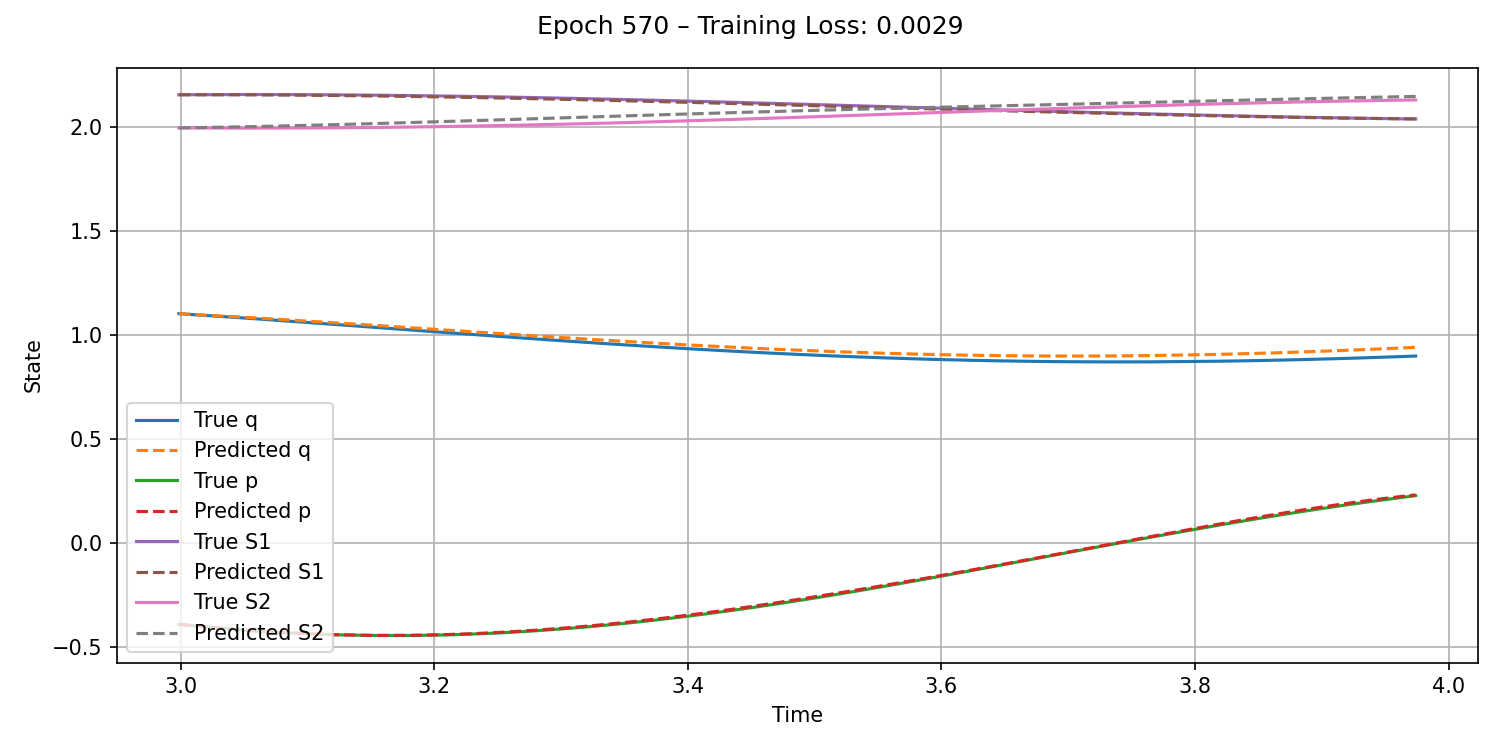 Epoch 570 – Training Loss: 0.0029
State
2.0
1.5
1.0
0.5
0.0
−0.5
True q
Predicted q
True p
Predicted p
True S1
Predicted S1
True S2
Predicted S2
3.0 3.2 3.4 3.6 3.8 4.0
Time